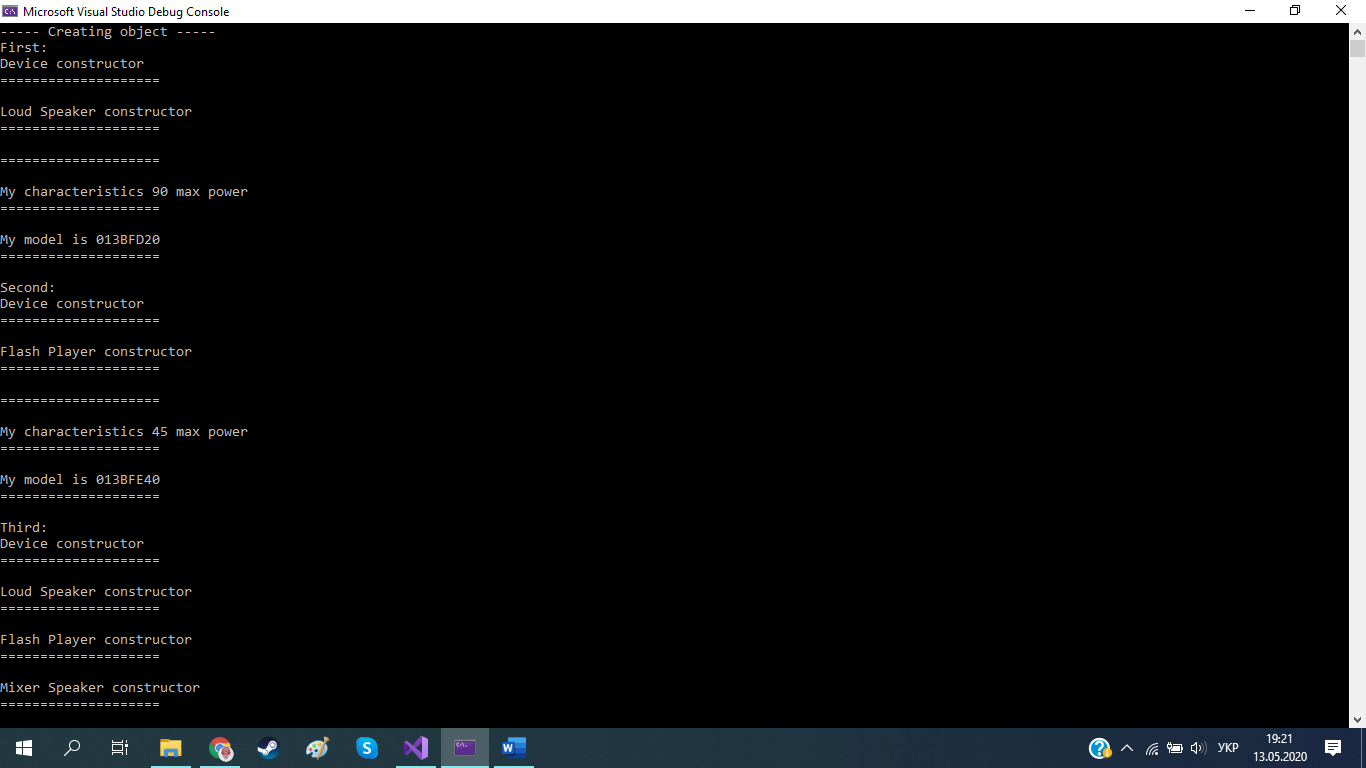 Microsoft Visual Studio Debug Console
----- Creating object -----
First:
Device constructor
====================
Loud Speaker constructor
====================
====================
My characteristics 90 max power
====================
My model is 013BFD20
====================
Second:
Device constructor
====================
Flash Player constructor
====================
====================
My characteristics 45 max power
====================
My model is 013BFE40
====================
Third:
Device constructor
====================
Loud Speaker constructor
====================
Flash Player constructor
====================
Mixer Speaker constructor
====================
УКР
19:21
13.05.2020